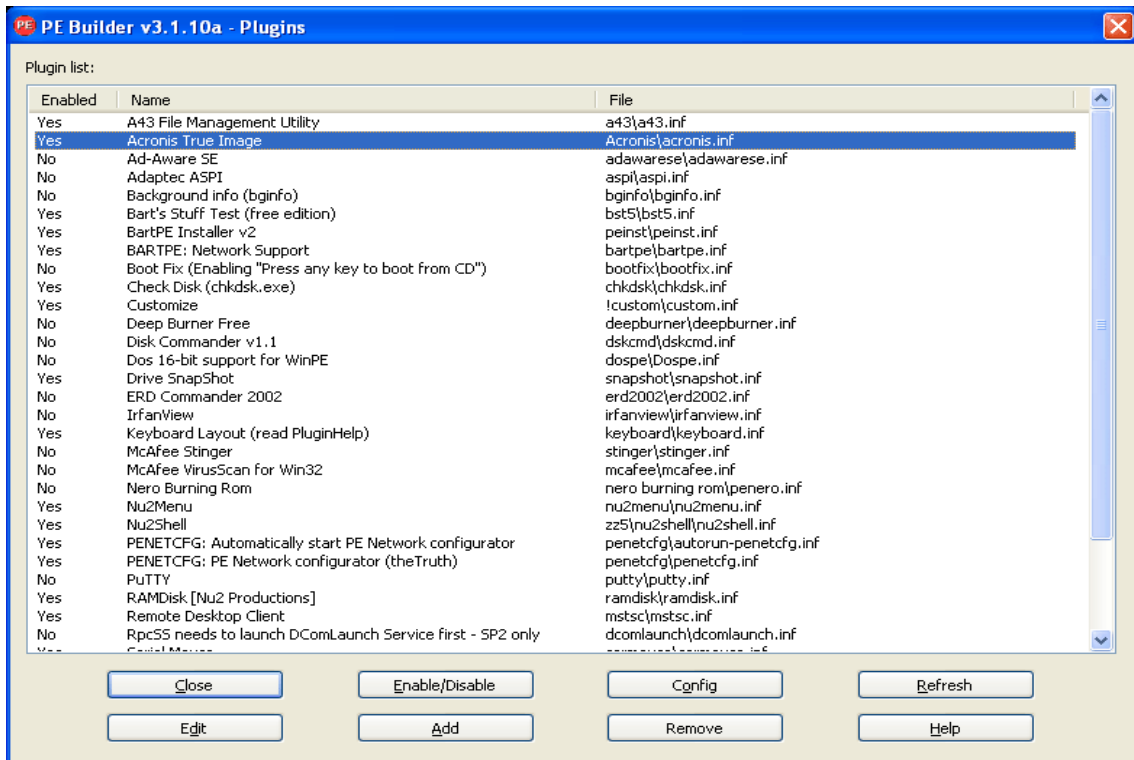 PE Builder v3.1.10a - Plugins
Plugin list:
Enabled Name File
Yes A43 File Management Utility a43\a43.inf
Yes Acronis True Image Acronis\acronis.inf
No Ad-Aware SE adawarese\adawarese.inf
No Adaptec ASPI aspi\aspi.inf
No Background info (bginfo) bginfo\bginfo.inf
Yes Bart's Stuff Test (free edition) bst5\bst5.inf
Yes BartPE Installer v2 peinst\peinst.inf
Yes BARTPE: Network Support bartpe\bartpe.inf
No Boot Fix (Enabling "Press any key to boot from CD") bootfix\bootfix.inf
Yes Check Disk (chkdsk.exe) chkdsk\chkdsk.inf
Yes Customize !custom\custom.inf
No Deep Burner Free deepburner\deepburner.inf
No Disk Commander v1.1 dskcmd\dskcmd.inf
No Dos 16-bit support for WinPE dospe\Dospe.inf
Yes Drive SnapShot snapshot\snapshot.inf
No ERD Commander 2002 erd2002\erd2002.inf
No IrfanView irfanview\irfanview.inf
Yes Keyboard Layout (read PluginHelp) keyboard\keyboard.inf
No McAfee Stinger stinger\stinger.inf
No McAfee VirusScan for Win32 mcafee\mcafee.inf
No Nero Burning Rom nero burning rom\penero.inf
Yes Nu2Menu nu2menu\nu2menu.inf
Yes Nu2Shell zz5\nu2shell\nu2shell.inf
Yes PENETCFG: Automatically start PE Network configurator penetcfg\autorun-penetcfg.inf
Yes PENETCFG: PE Network configurator (theTruth) penetcfg\penetcfg.inf
No PuTTY putty\putty.inf
Yes RAMDisk [Nu2 Productions] ramdisk\ramdisk.inf
Yes Remote Desktop Client mstsc\mstsc.inf
No RpcSS needs to launch DComLaunch Service first - SP2 only dcomlaunch\dcomlaunch.inf
Close Enable/Disable Config Refresh
Edit Add Remove Help